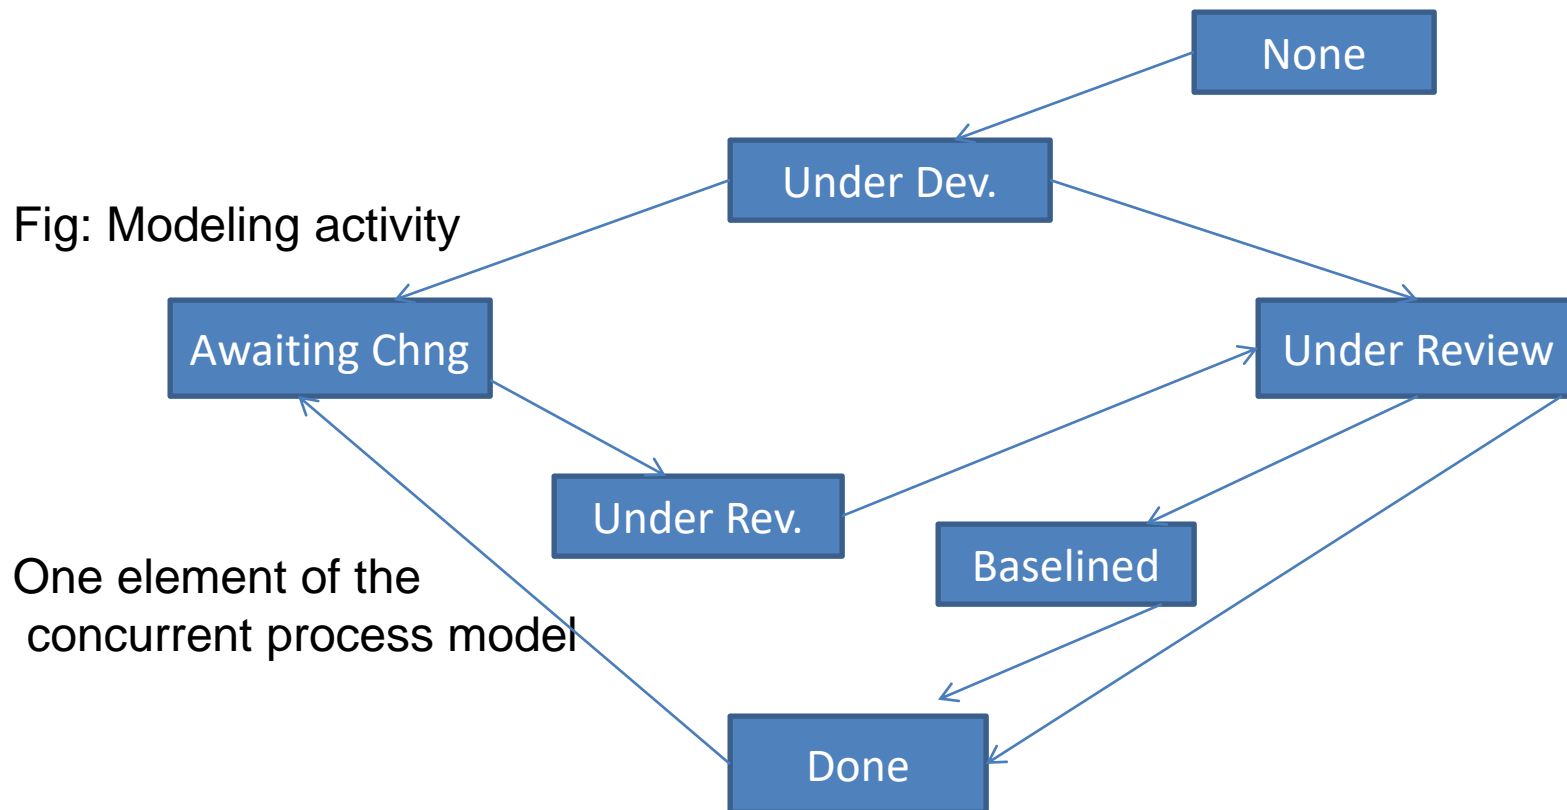 None
Under Dev.
Fig: Modeling activity
Awaiting Chng
Under Review
Under Rev.
Baselined
One element of the
concurrent process model
Done